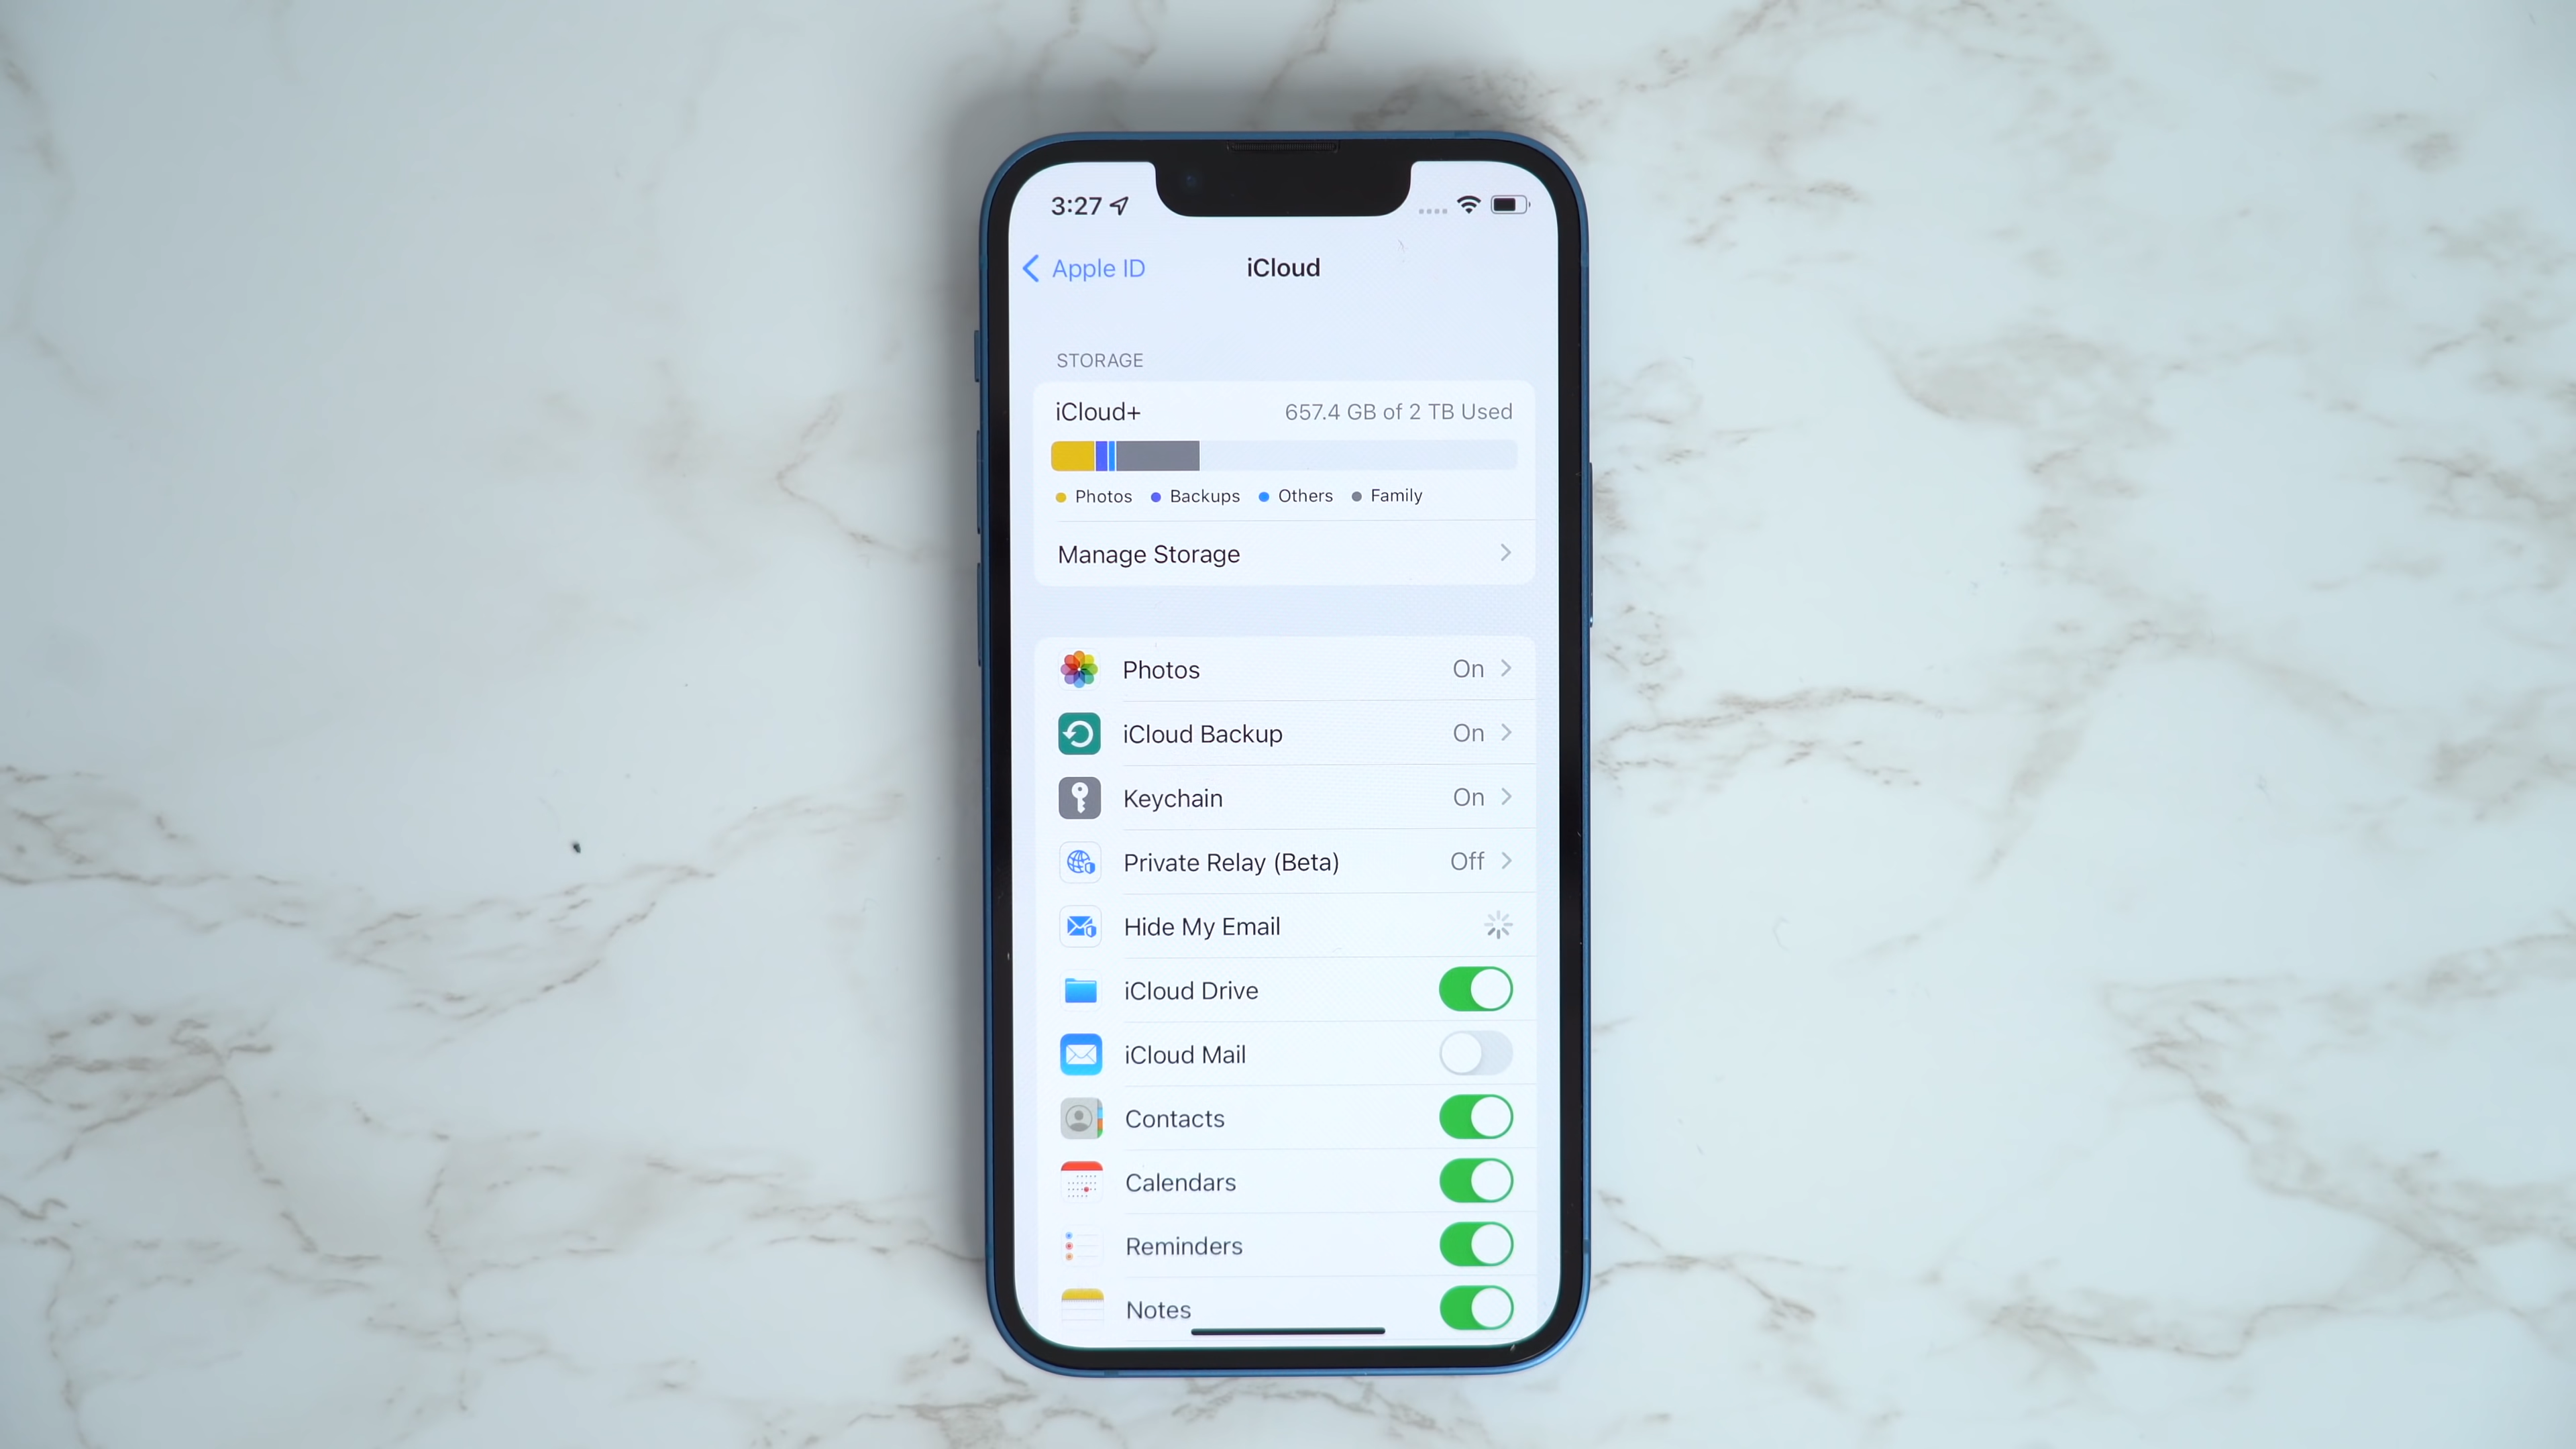 3:27
Apple ID
iCloud
STORAGE
iCloud+ 657.4 GB of 2 TB Used
Photos Backups Others Family
Manage Storage
Photos On
iCloud Backup On
Keychain On
Private Relay (Beta) Off
Hide My Email
iCloud Drive
iCloud Mail
Contacts
Calendars
Reminders
Notes